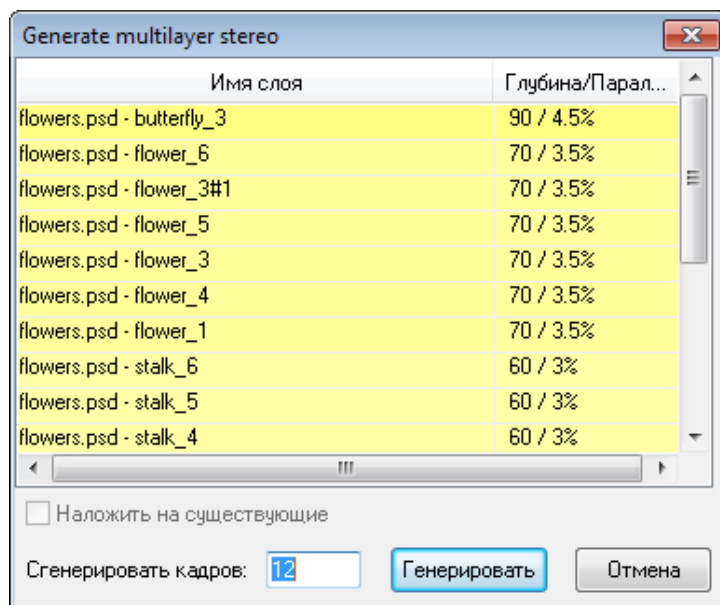 Generate multilayer stereo
Имя слоя Глубина/Парал...
flowers.psd - butterfly_3 90 / 4.5%
flowers.psd - flower_6 70 / 3.5%
flowers.psd - flower_3#1 70 / 3.5%
flowers.psd - flower_5 70 / 3.5%
flowers.psd - flower_3 70 / 3.5%
flowers.psd - flower_4 70 / 3.5%
flowers.psd - flower_1 70 / 3.5%
flowers.psd - stalk_6 60 / 3%
flowers.psd - stalk_5 60 / 3%
flowers.psd - stalk_4 60 / 3%
Наложить на существующие
Сгенерировать кадров: 12 Генерировать Отмена